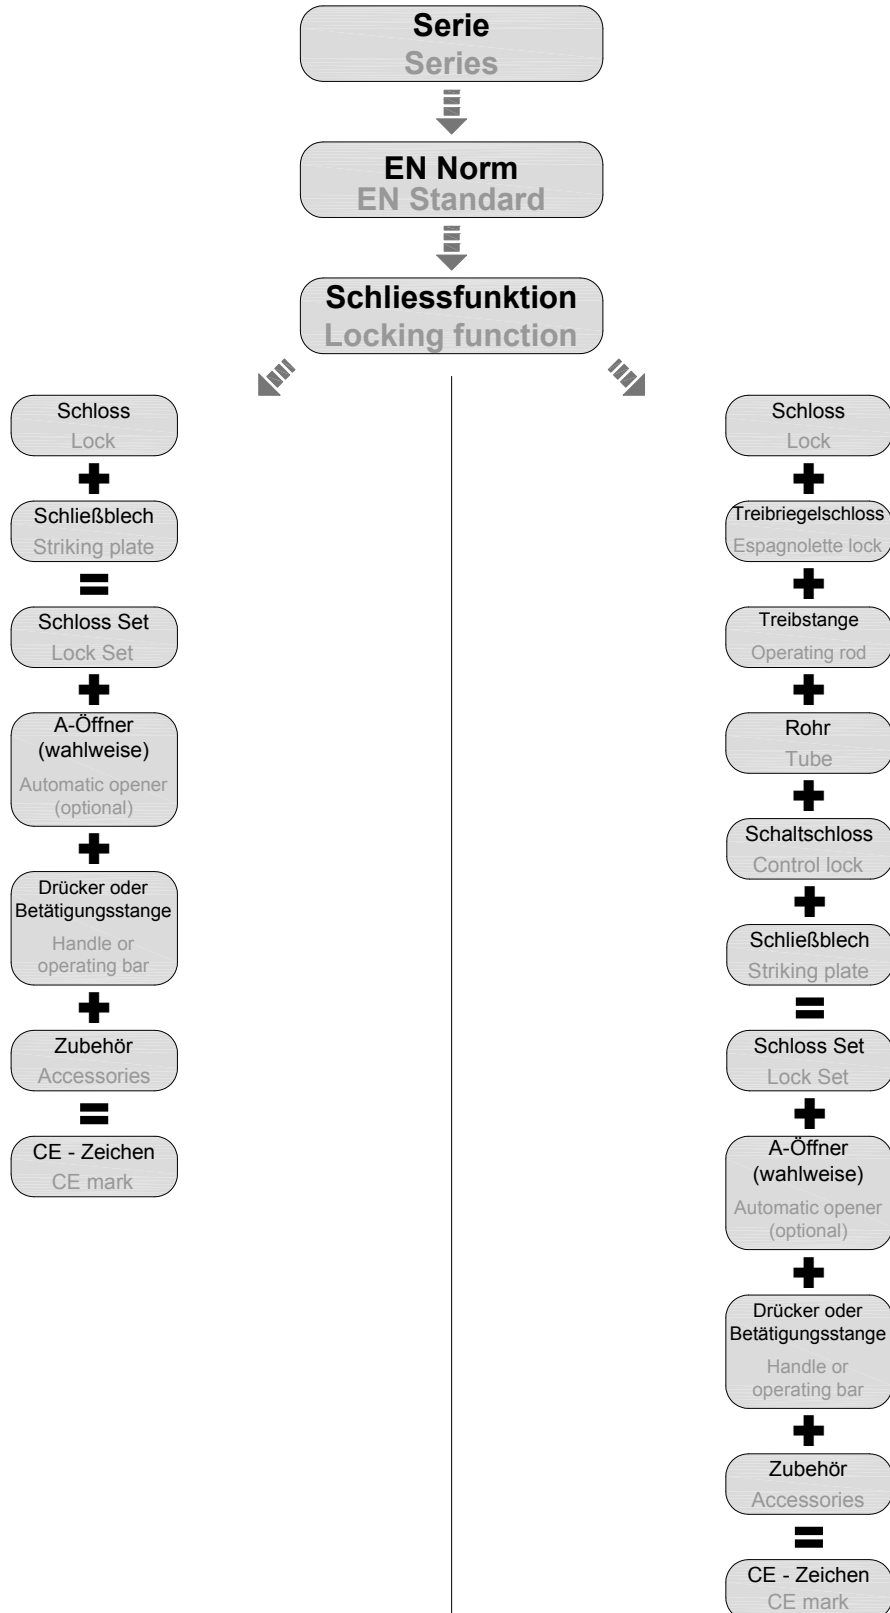 Serie
Series
EN Norm
EN Standard
Schliessfunktion
Locking function
Schloss
Lock
+
Schließblech
Striking plate
=
Schloss Set
Lock Set
+
A-Öffner
(wahlweise)
Automatic opener
(optional)
+
Drücker oder
Betätigungsstange
Handle or
operating bar
+
Zubehör
Accessories
=
CE - Zeichen
CE mark
Schloss
Lock
+
Treibriegelschloss
Espagnolette lock
+
Treibstange
Operating rod
+
Rohr
Tube
+
Schaltschloss
Control lock
+
Schließblech
Striking plate
=
Schloss Set
Lock Set
+
A-Öffner
(wahlweise)
Automatic opener
(optional)
+
Drücker oder
Betätigungsstange
Handle or
operating bar
+
Zubehör
Accessories
=
CE - Zeichen
CE mark